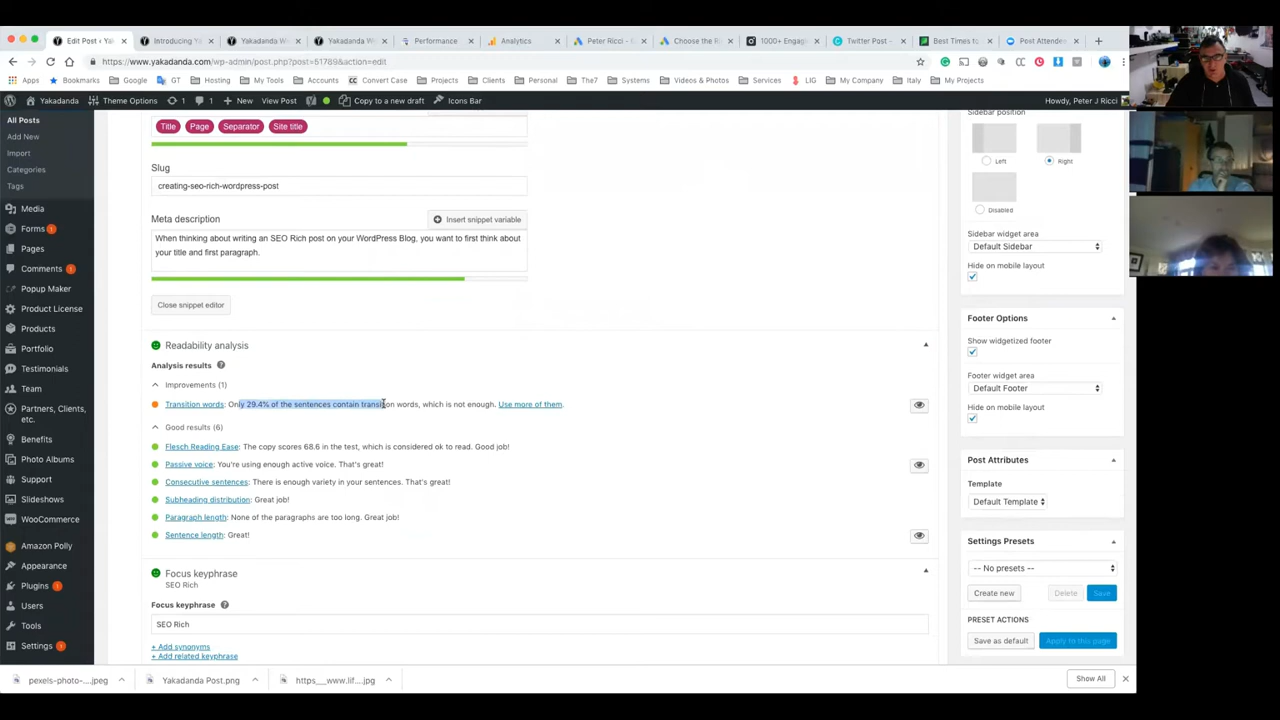 Edit Post ‹ Y
Introducing Y
Yakadanda W
Yakadanda W
Performance
Analytics
Peter Ricci - G
Choose the R
1000+ Engag
Twitter Post –
Best Times to
Post Attende
https://www.yakadanda.com/wp-admin/post.php?post=51789&action=edit
Apps
Bookmarks
Google
GT
Hosting
My Tools
Accounts
Convert Case
Projects
Clients
Personal
The7
Systems
Videos & Photos
Services
LIG
My Companies
Italy
My Projects
Yakadanda
Theme Options
1
1
New
View Post
Copy to a new draft
Icons Bar
Howdy, Peter J Ricci
All Posts
Add New
Import
Categories
Tags
Media
Forms 1
Pages
Comments 1
Popup Maker
Product License
Products
Portfolio
Testimonials
Team
Partners, Clients,
etc.
Benefits
Photo Albums
Support
Slideshows
WooCommerce
Amazon Polly
Appearance
Plugins 1
Users
Tools
Settings 1
Title
Page
Separator
Site title
Slug
creating-seo-rich-wordpress-post
Meta description
Insert snippet variable
When thinking about writing an SEO Rich post on your WordPress Blog, you want to first think about
your title and first paragraph.
Close snippet editor
Readability analysis
Analysis results
Improvements (1)
Transition words: Only 29.4% of the sentences contain transition words, which is not enough. Use more of them.
Good results (6)
Flesch Reading Ease: The copy scores 68.6 in the test, which is considered ok to read. Good job!
Passive voice: You're using enough active voice. That's great!
Consecutive sentences: There is enough variety in your sentences. That's great!
Subheading distribution: Great job!
Paragraph length: None of the paragraphs are too long. Great job!
Sentence length: Great!
Focus keyphrase
SEO Rich
Focus keyphrase
SEO Rich
+ Add synonyms
+ Add related keyphrase
Sidebar position
Left
Right
Disabled
Sidebar widget area
Default Sidebar
Hide on mobile layout
Footer Options
Show widgetized footer
Footer widget area
Default Footer
Hide on mobile layout
Post Attributes
Template
Default Template
Settings Presets
-- No presets --
Create new
Delete
Save
PRESET ACTIONS
Save as default
Apply to this page
pexels-photo-....jpeg
Yakadanda Post.png
https___www.lif....jpg
Show All